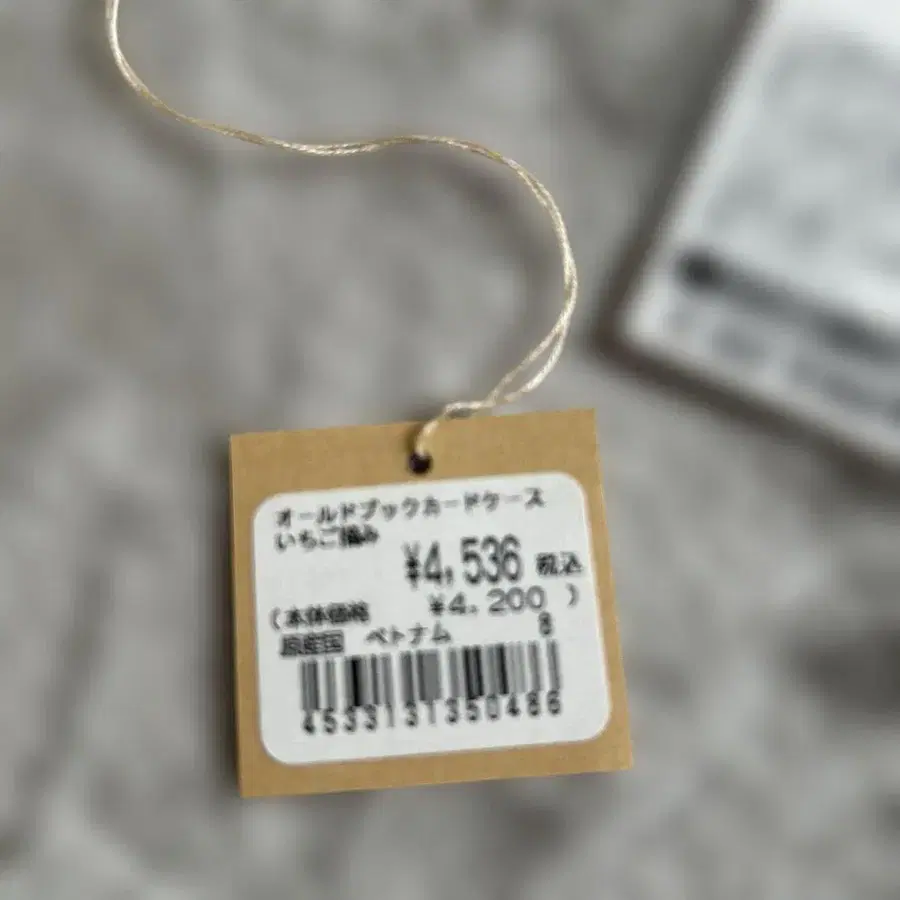 オールドブックカードケース
いちご摘み
¥4,536 税込
(本体価格 ¥4,200 )
原産国 ベトナム 8
4533131350486